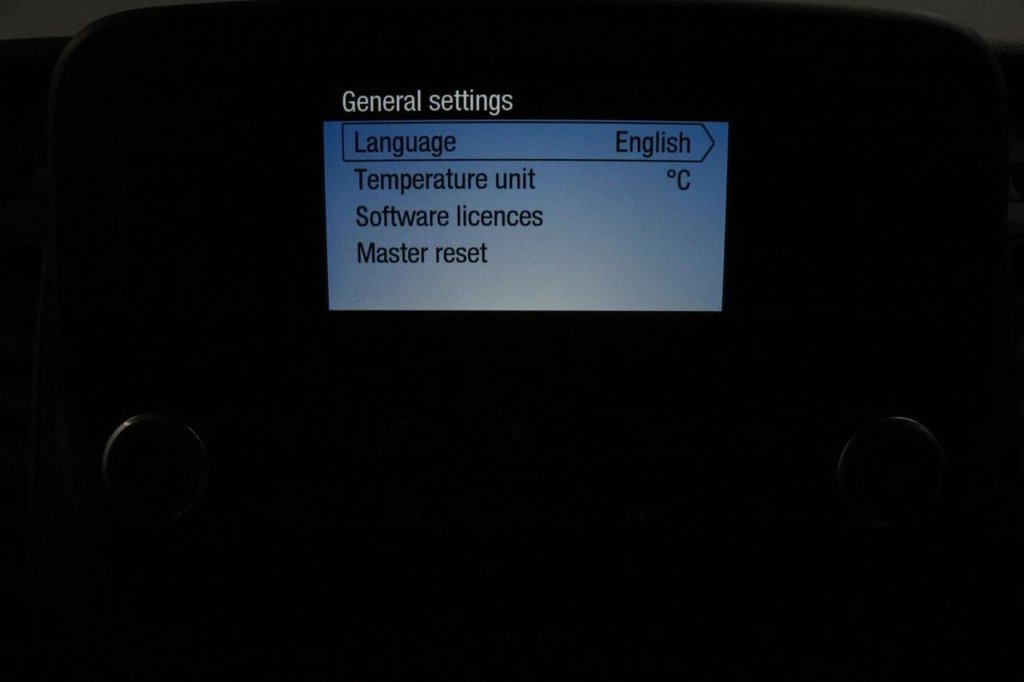 General settings
Language English
Temperature unit °C
Software licences
Master reset